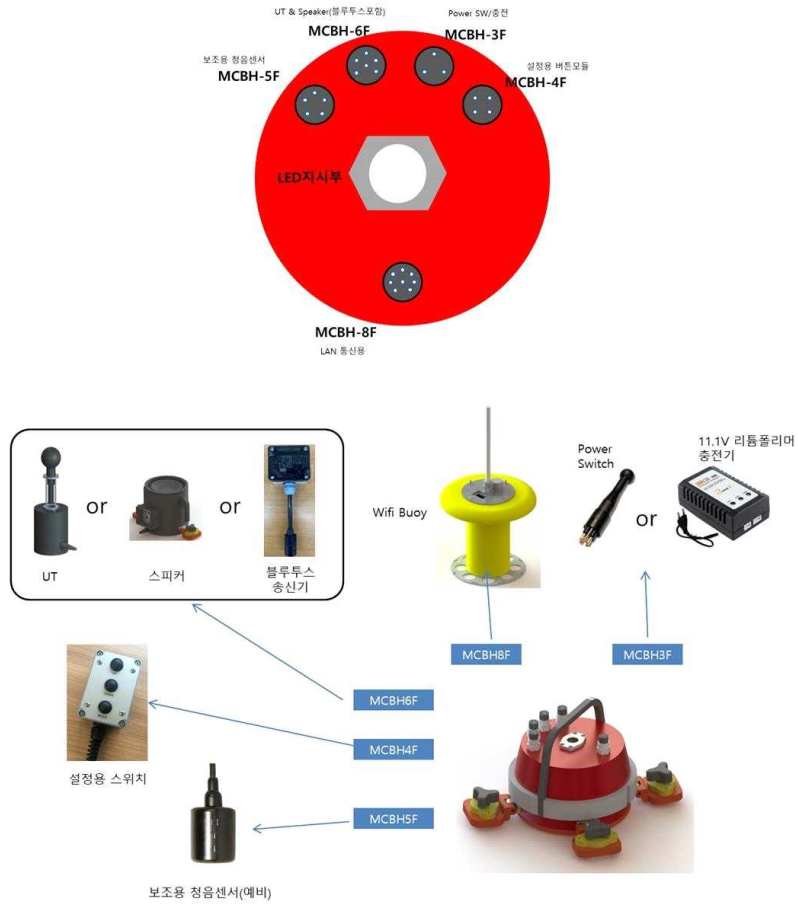 UT & Speaker(블루투스포함)
MCBH-6F
Power SW/충전
MCBH-3F
보조용 청음센서
MCBH-5F
설정용 버튼모듈
MCBH-4F
LED지시부
MCBH-8F
LAN 통신용
UT
or
스피커
or
블루투스
송신기
Wifi Buoy
Power
Switch
or
11.1V 리튬폴리머
충전기
MCBH8F
MCBH3F
MCBH6F
MCBH4F
MCBH5F
설정용 스위치
보조용 청음센서(예비)